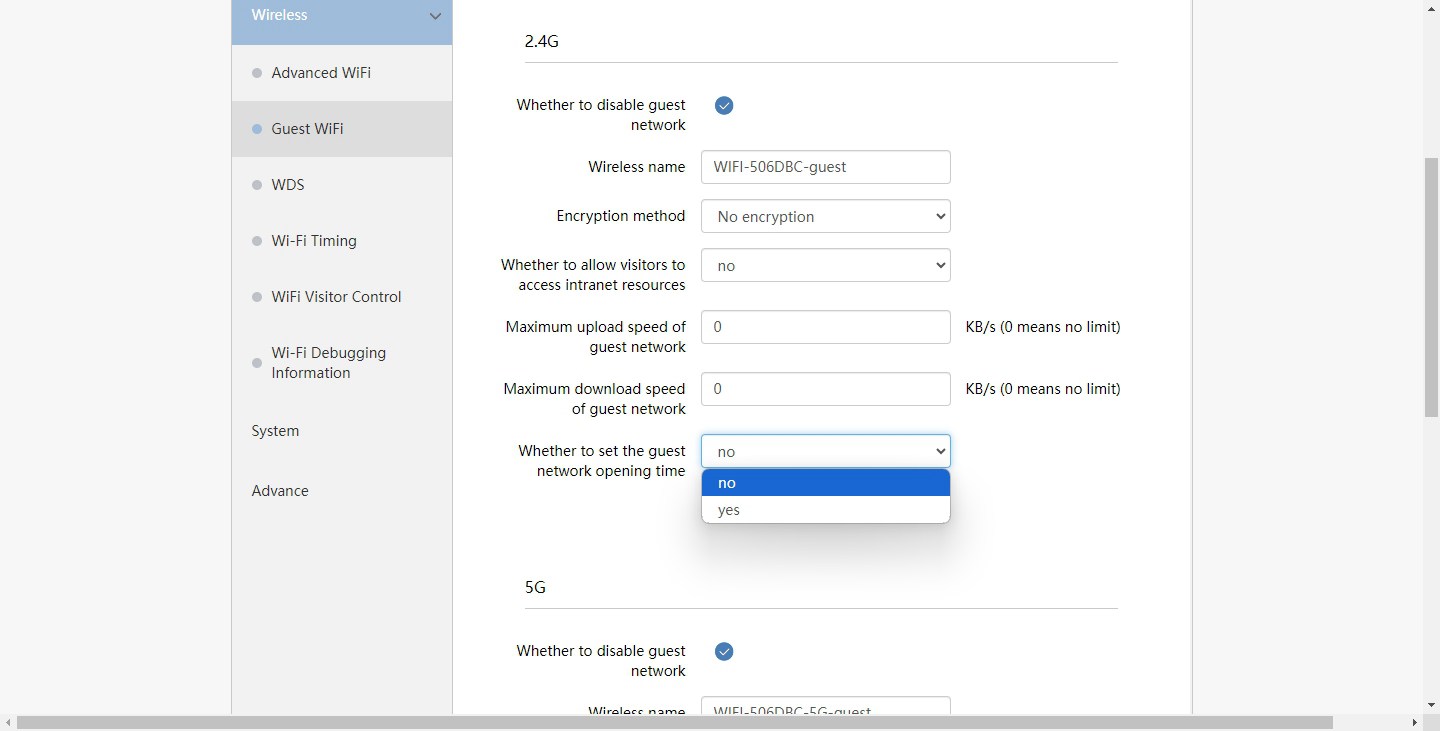 Wireless
Advanced WiFi
Guest WiFi
WDS
Wi-Fi Timing
WiFi Visitor Control
Wi-Fi Debugging
Information
System
Advance
2.4G
Whether to disable guest
network
Wireless name
WIFI-506DBC-guest
Encryption method
No encryption
Whether to allow visitors to
access intranet resources
no
Maximum upload speed of
guest network
0
KB/s (0 means no limit)
Maximum download speed
of guest network
0
KB/s (0 means no limit)
Whether to set the guest
network opening time
no
no
yes
5G
Whether to disable guest
network
Wireless name
WIFI-506DBC-5G-guest